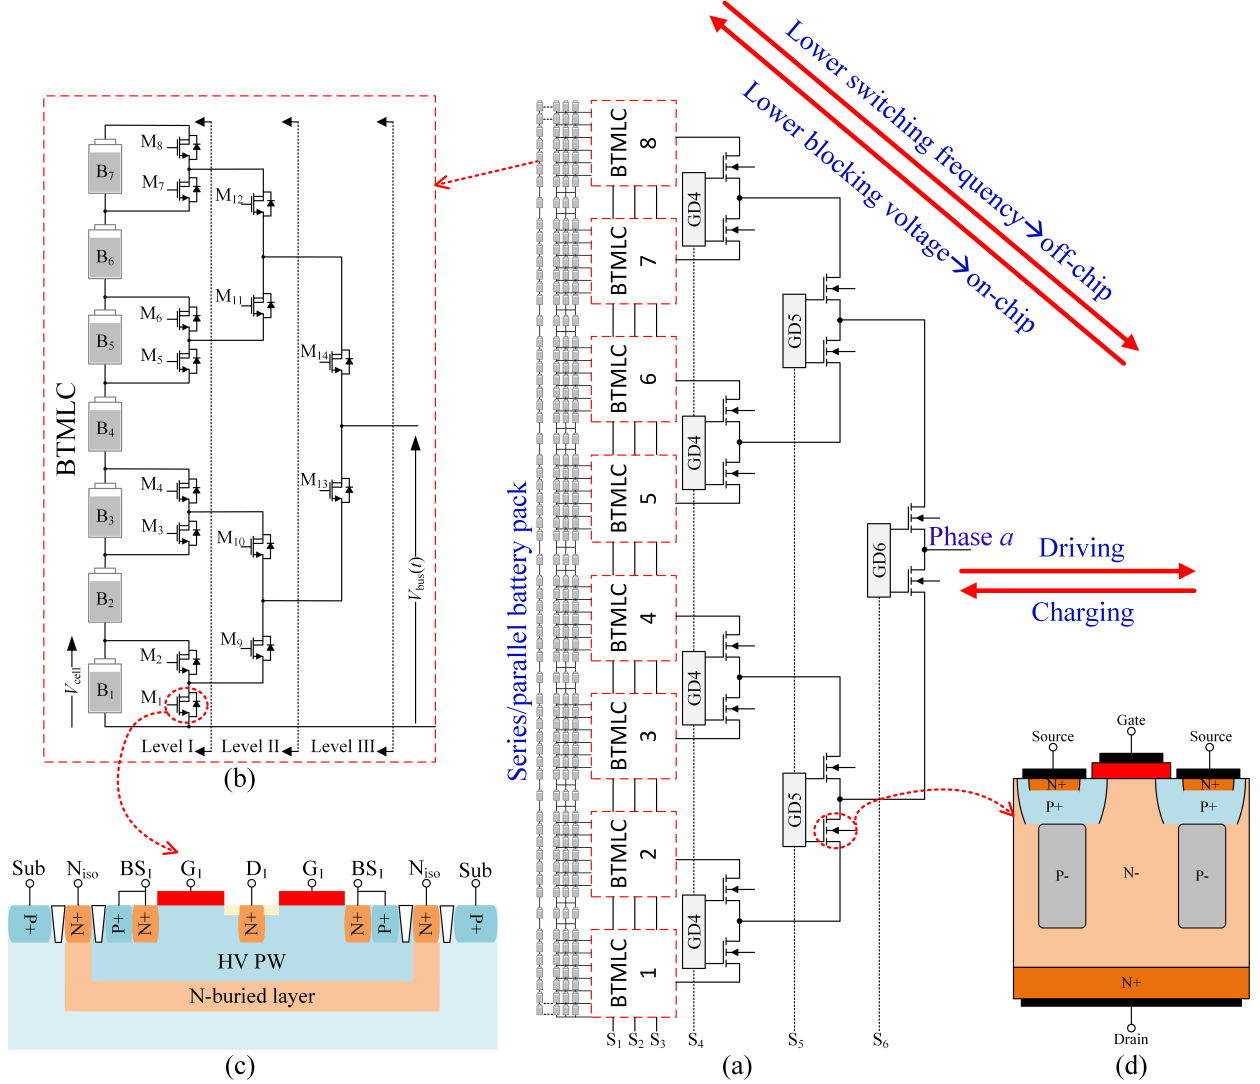 Lower switching frequency→off-chip
Lower blocking voltage→on-chip
BTMLC
B7
B6
B5
B4
B3
B2
B1
M8
M7
M12
M11
M6
M5
M14
M13
M4
M3
M10
M9
M2
M1
Vcell
Vbus(t)
Level I
Level II
Level III
(b)
Series/parallel battery pack
BTMLC 8
BTMLC 7
BTMLC 6
BTMLC 5
BTMLC 4
BTMLC 3
BTMLC 2
BTMLC 1
GD4
GD4
GD4
GD4
GD5
GD5
GD6
Phase a
Driving
Charging
S1 S2 S3 S4 S5 S6
(a)
Sub Niso BS1 G1 D1 G1 BS1 Niso Sub
P+ N+ P+ N+ N+ N+ P+ N+ P+
HV PW
N-buried layer
(c)
Gate
Source Source
N+ N+
P+ P+
P- N- P-
N+
Drain
(d)